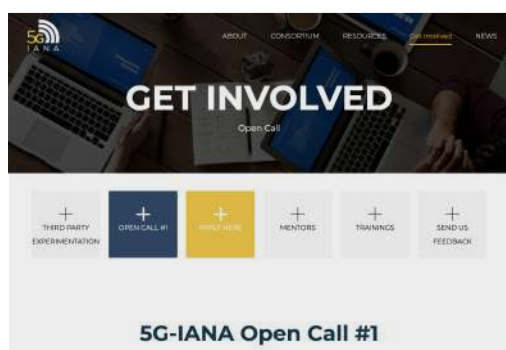 5G
IANA
ABOUT CONSORTIUM RESOURCES Get Involved NEWS
GET INVOLVED
Open Call
THIRD PARTY
EXPERIMENTATION
OPEN CALL #1
APPLY HERE
MENTORS
TRAININGS
SEND US
FEEDBACK
5G-IANA Open Call #1